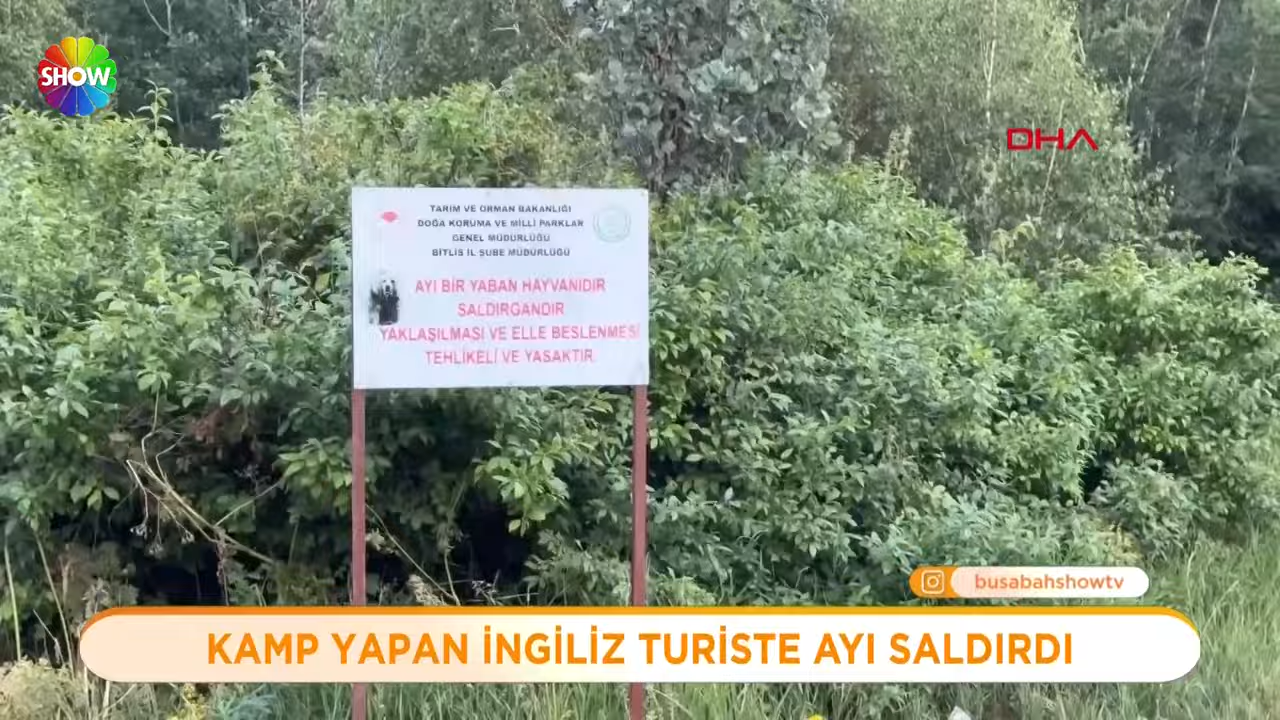 SHOW
DHA
TARIM VE ORMAN BAKANLIĞI
DOĞA KORUMA VE MİLLİ PARKLAR
GENEL MÜDÜRLÜĞÜ
BİTLİS İL ŞUBE MÜDÜRLÜĞÜ
AYI BİR YABAN HAYVANIDIR
SALDIRGANDIR
YAKLAŞILMASI VE ELLE BESLENMESİ
TEHLİKELİ VE YASAKTIR
busabahshowtv
KAMP YAPAN İNGİLİZ TURİSTE AYI SALDIRDI